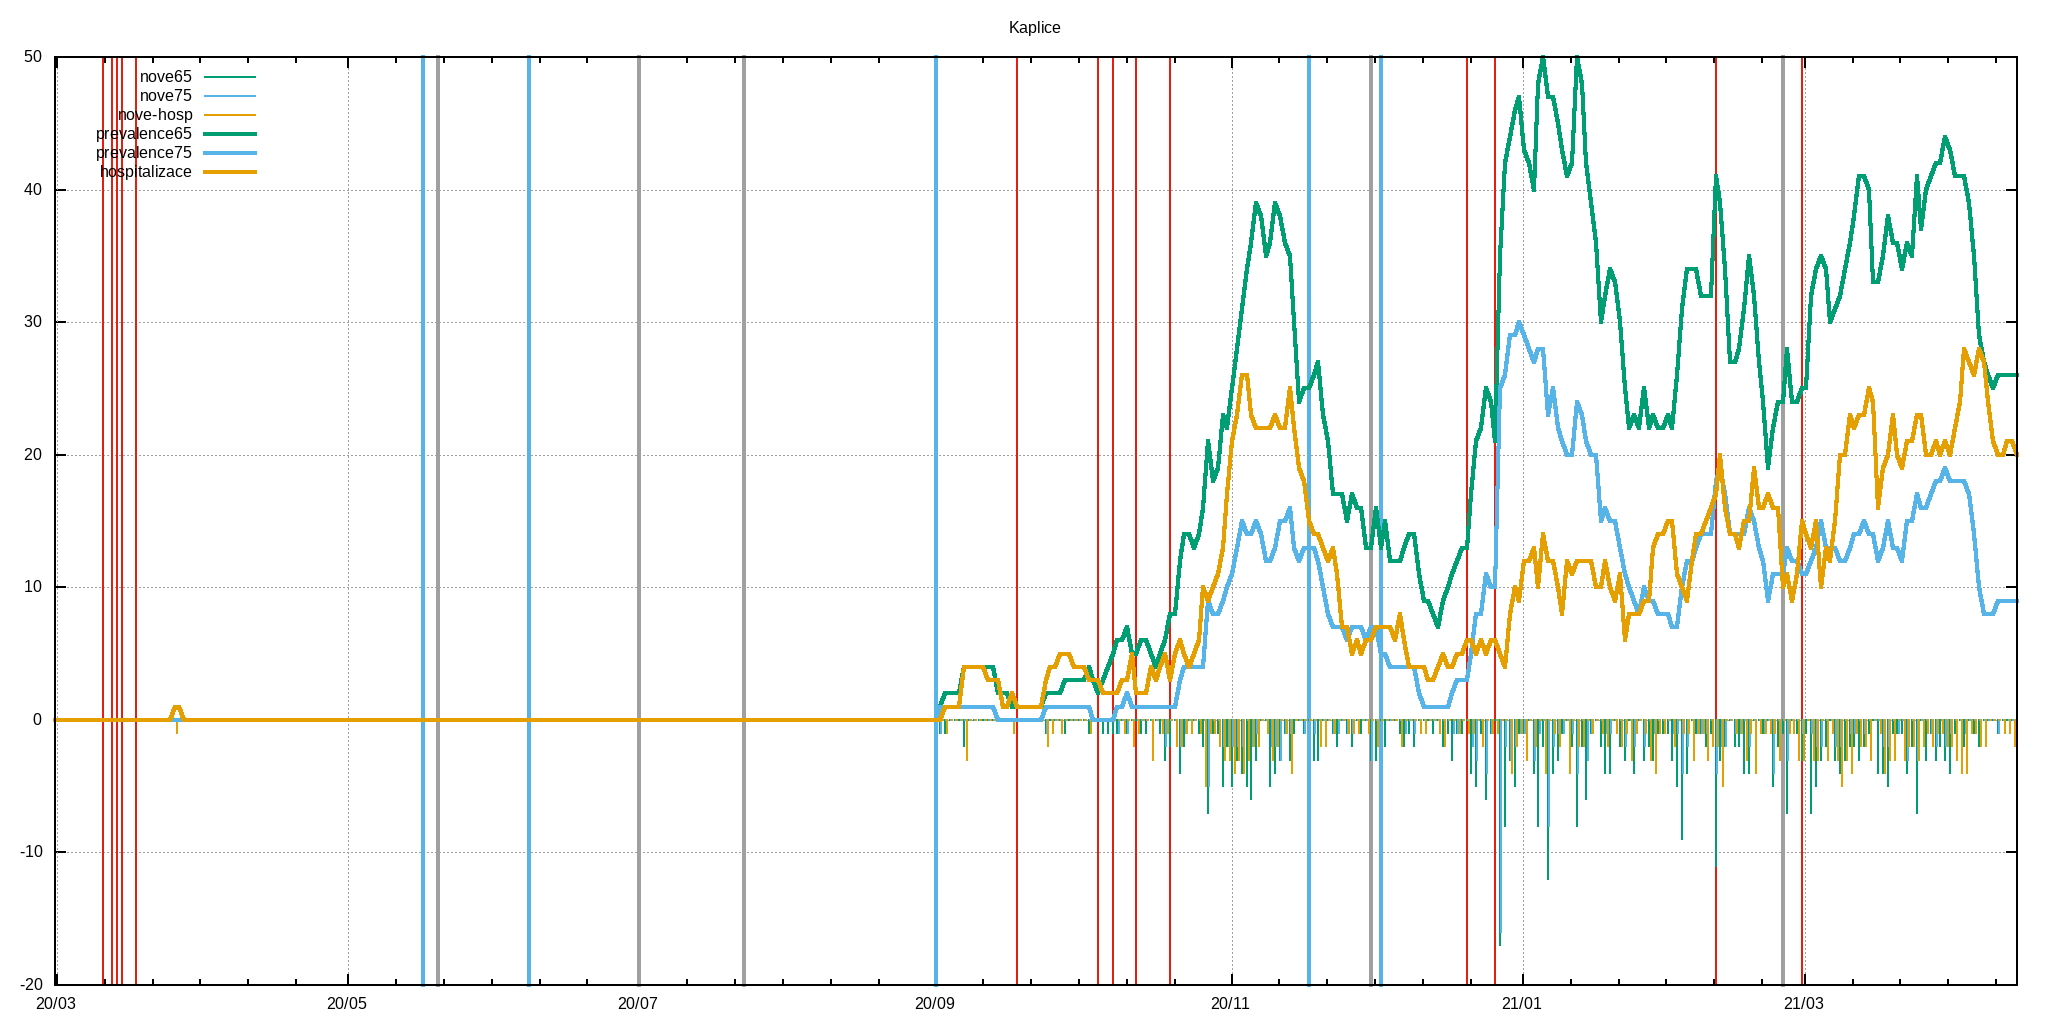 Kaplice
50
nove65
nove75
nove-hosp
prevalence65
prevalence75
hospitalizace
40
30
20
10
0
-10
-20
20/03 20/05 20/07 20/09 20/11 21/01 21/03